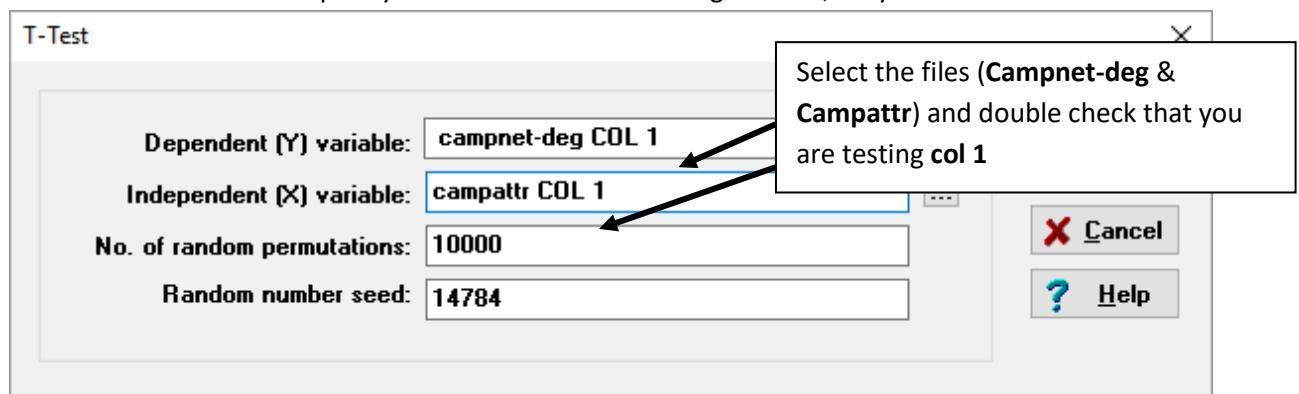 T-Test
Select the files (Campnet-deg &
Campattr) and double check that you
are testing col 1
Dependent (Y) variable: campnet-deg COL 1
Independent (X) variable: campattr COL 1 ...
No. of random permutations: 10000
Random number seed: 14784
Cancel
Help